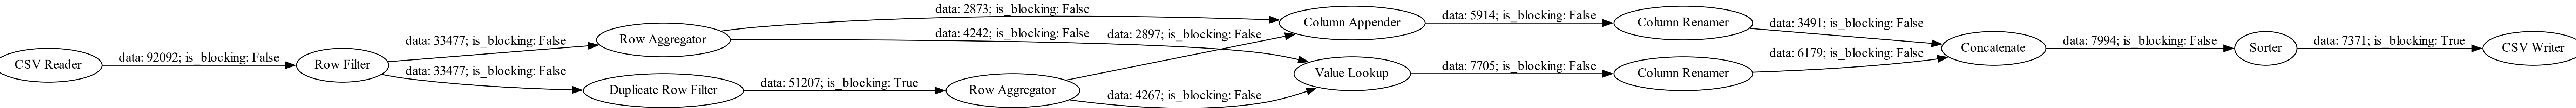 CSV Reader
data: 92092; is_blocking: False
Row Filter
data: 33477; is_blocking: False
data: 33477; is_blocking: False
Row Aggregator
Duplicate Row Filter
data: 51207; is_blocking: True
data: 2873; is_blocking: False
data: 4242; is_blocking: False
data: 2897; is_blocking: False
Row Aggregator
data: 4267; is_blocking: False
Column Appender
Value Lookup
data: 5914; is_blocking: False
data: 7705; is_blocking: False
Column Renamer
Column Renamer
data: 3491; is_blocking: False
data: 6179; is_blocking: False
Concatenate
data: 7994; is_blocking: False
Sorter
data: 7371; is_blocking: True
CSV Writer